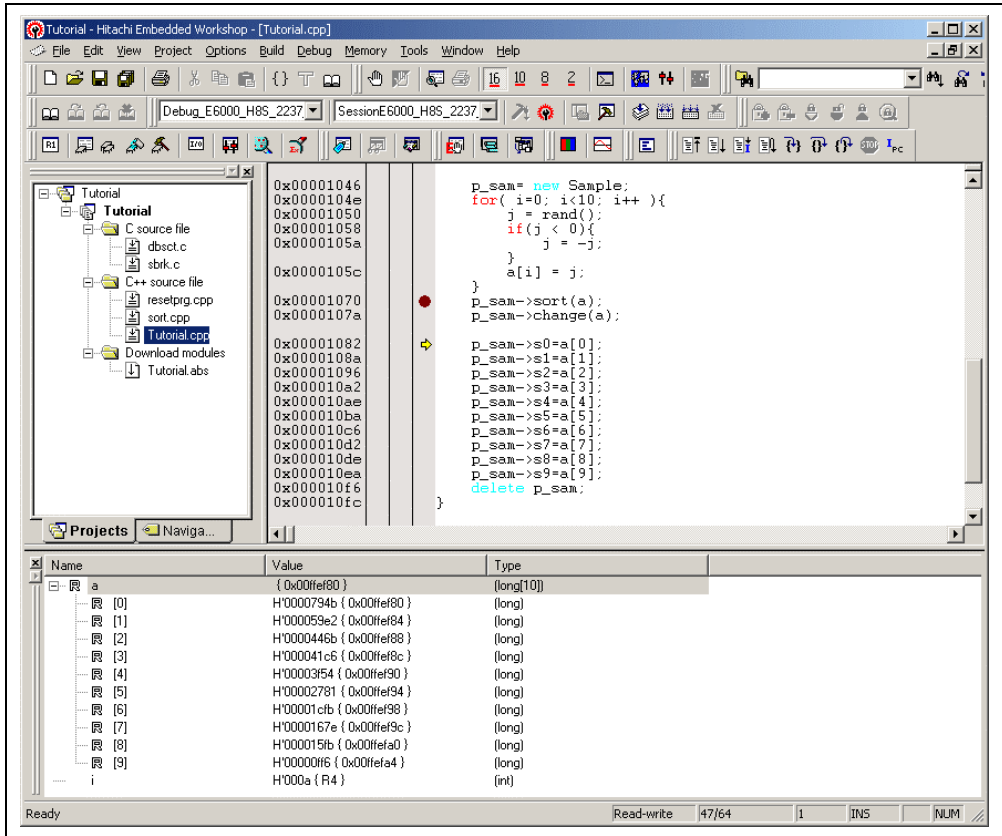 Tutorial - Hitachi Embedded Workshop - [Tutorial.cpp]
File Edit View Project Options Build Debug Memory Tools Window Help
16 10 8 2
Debug_E6000_H8S_2237 SessionE6000_H8S_2237
R1 I/O STOP IPC
Tutorial
Tutorial
C source file
dbsct.c
sbrk.c
C++ source file
resetprg.cpp
sort.cpp
Tutorial.cpp
Download modules
Tutorial.abs
Projects Naviga...
0x00001046 p_sam= new Sample;
0x0000104e for( i=0; i<10; i++ ){
0x00001050 j = rand();
0x00001058 if(j < 0){
0x0000105a j = -j;
}
0x0000105c a[i] = j;
}
0x00001070 p_sam->sort(a);
0x0000107a p_sam->change(a);
0x00001082 p_sam->s0=a[0];
0x0000108a p_sam->s1=a[1];
0x00001096 p_sam->s2=a[2];
0x000010a2 p_sam->s3=a[3];
0x000010ae p_sam->s4=a[4];
0x000010ba p_sam->s5=a[5];
0x000010c6 p_sam->s6=a[6];
0x000010d2 p_sam->s7=a[7];
0x000010de p_sam->s8=a[8];
0x000010ea p_sam->s9=a[9];
0x000010f6 delete p_sam;
0x000010fc }
Name Value Type
R a { 0x00ffef80 } (long[10])
R [0] H'0000794b { 0x00ffef80 } (long)
R [1] H'000059e2 { 0x00ffef84 } (long)
R [2] H'0000446b { 0x00ffef88 } (long)
R [3] H'000041c6 { 0x00ffef8c } (long)
R [4] H'00003f54 { 0x00ffef90 } (long)
R [5] H'00002781 { 0x00ffef94 } (long)
R [6] H'00001cfb { 0x00ffef98 } (long)
R [7] H'0000167e { 0x00ffef9c } (long)
R [8] H'000015fb { 0x00ffefa0 } (long)
R [9] H'00000ff6 { 0x00ffefa4 } (long)
i H'000a { R4 } (int)
Ready Read-write 47/64 1 INS NUM